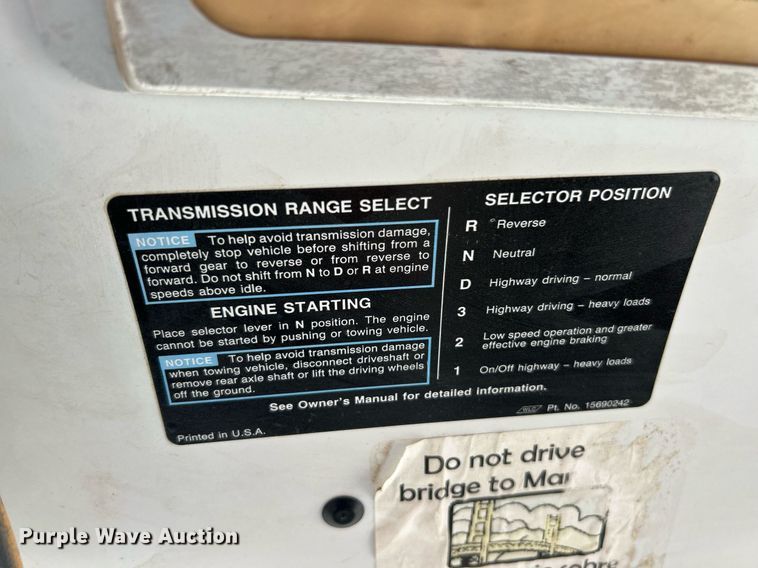 TRANSMISSION RANGE SELECT
NOTICE To help avoid transmission damage,
completely stop vehicle before shifting from a
forward gear to reverse or from reverse to
forward. Do not shift from N to D or R at engine
speeds above idle.
ENGINE STARTING
Place selector lever in N position. The engine
cannot be started by pushing or towing vehicle.
NOTICE To help avoid transmission damage
when towing vehicle, disconnect driveshaft or
remove rear axle shaft or lift the driving wheels
off the ground.
SELECTOR POSITION
R Reverse
N Neutral
D Highway driving – normal
3 Highway driving – heavy loads
2 Low speed operation and greater
effective engine braking
1 On/Off highway – heavy loads
See Owner's Manual for detailed information.
Pt. No. 15690242
Printed in U.S.A.
Do not drive
bridge to Mar
Purple Wave Auction